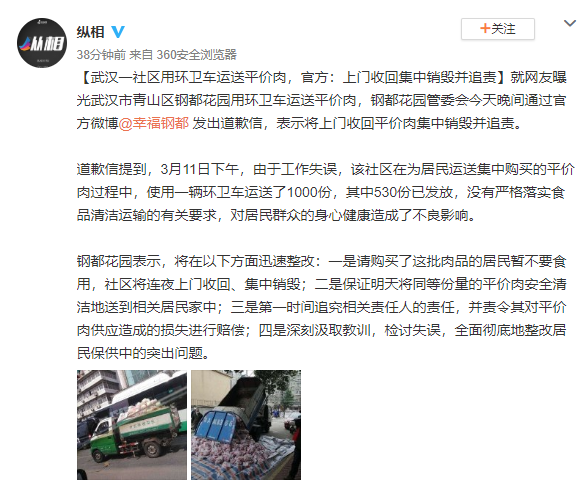 纵相
纵相
+关注
38分钟前 来自 360安全浏览器
【武汉一社区用环卫车运送平价肉，官方：上门收回集中销毁并追责】就网友曝
光武汉市青山区钢都花园用环卫车运送平价肉，钢都花园管委会今天晚间通过官
方微博@幸福钢都 发出道歉信，表示将上门收回平价肉集中销毁并追责。
道歉信提到，3月11日下午，由于工作失误，该社区在为居民运送集中购买的平价
肉过程中，使用一辆环卫车运送了1000份，其中530份已发放，没有严格落实食
品清洁运输的有关要求，对居民群众的身心健康造成了不良影响。
钢都花园表示，将在以下方面迅速整改：一是请购买了这批肉品的居民暂不要食
用，社区将连夜上门收回、集中销毁；二是保证明天将同等份量的平价肉安全清
洁地送到相关居民家中；三是第一时间追究相关责任人的责任，并责令其对平价
肉供应造成的损失进行赔偿；四是深刻汲取教训，检讨失误，全面彻底地整改居
民保供中的突出问题。